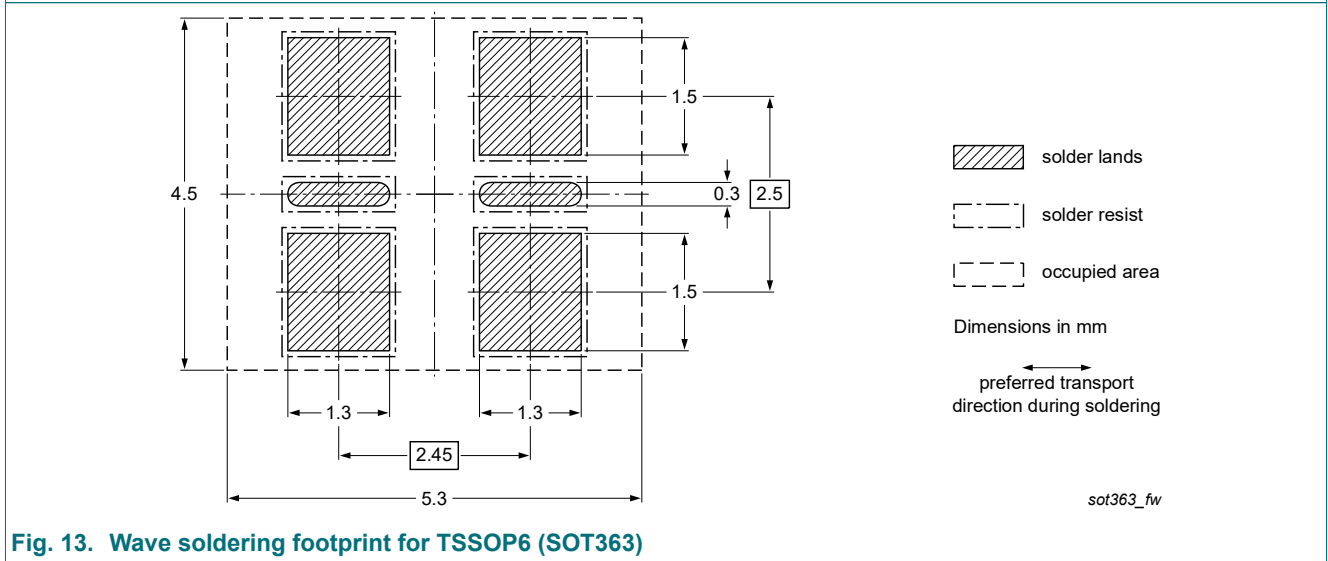 1.5
4.5
0.3
2.5
1.5
1.3
1.3
2.45
5.3
solder lands
solder resist
occupied area
Dimensions in mm
preferred transport
direction during soldering
sot363_fw
Fig. 13. Wave soldering footprint for TSSOP6 (SOT363)